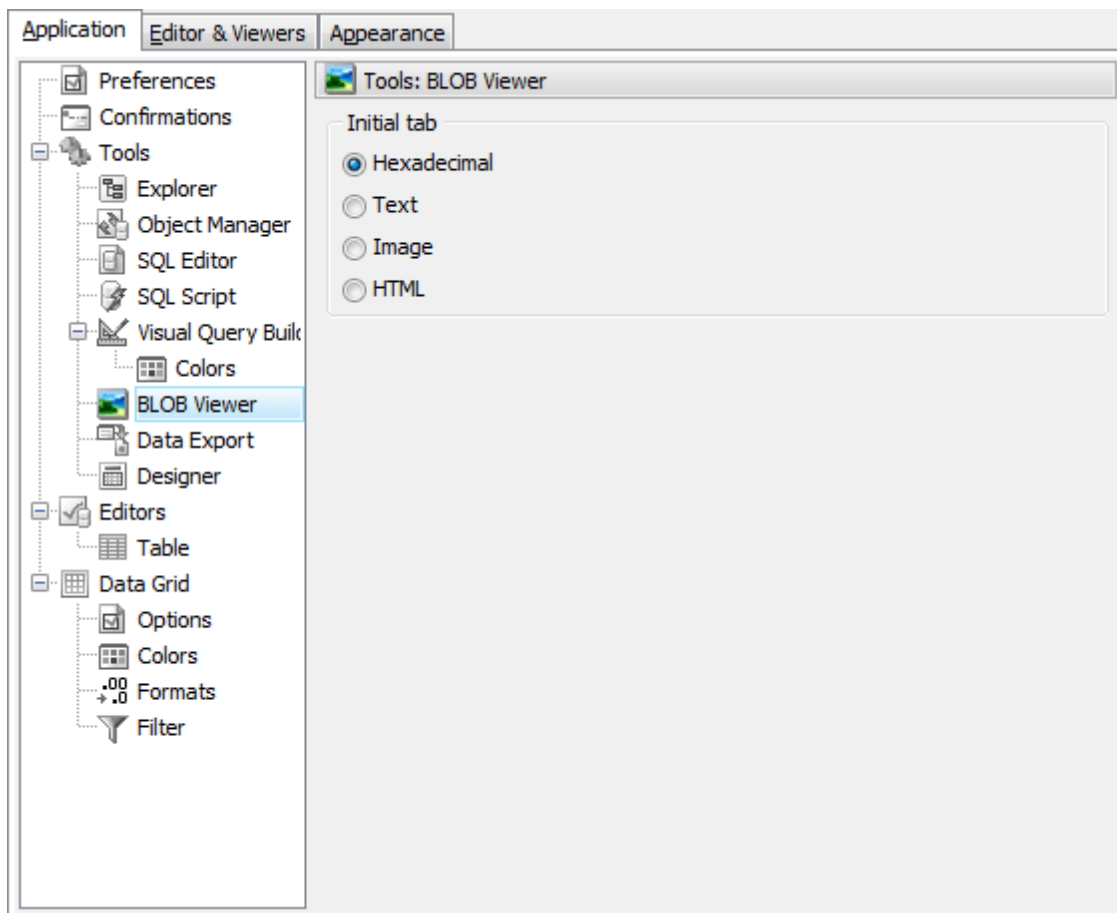 Application Editor & Viewers Appearance
Preferences
Confirmations
Tools
Explorer
Object Manager
SQL Editor
SQL Script
Visual Query Build
Colors
BLOB Viewer
Data Export
Designer
Editors
Table
Data Grid
Options
Colors
Formats
Filter
Tools: BLOB Viewer
Initial tab
Hexadecimal
Text
Image
HTML